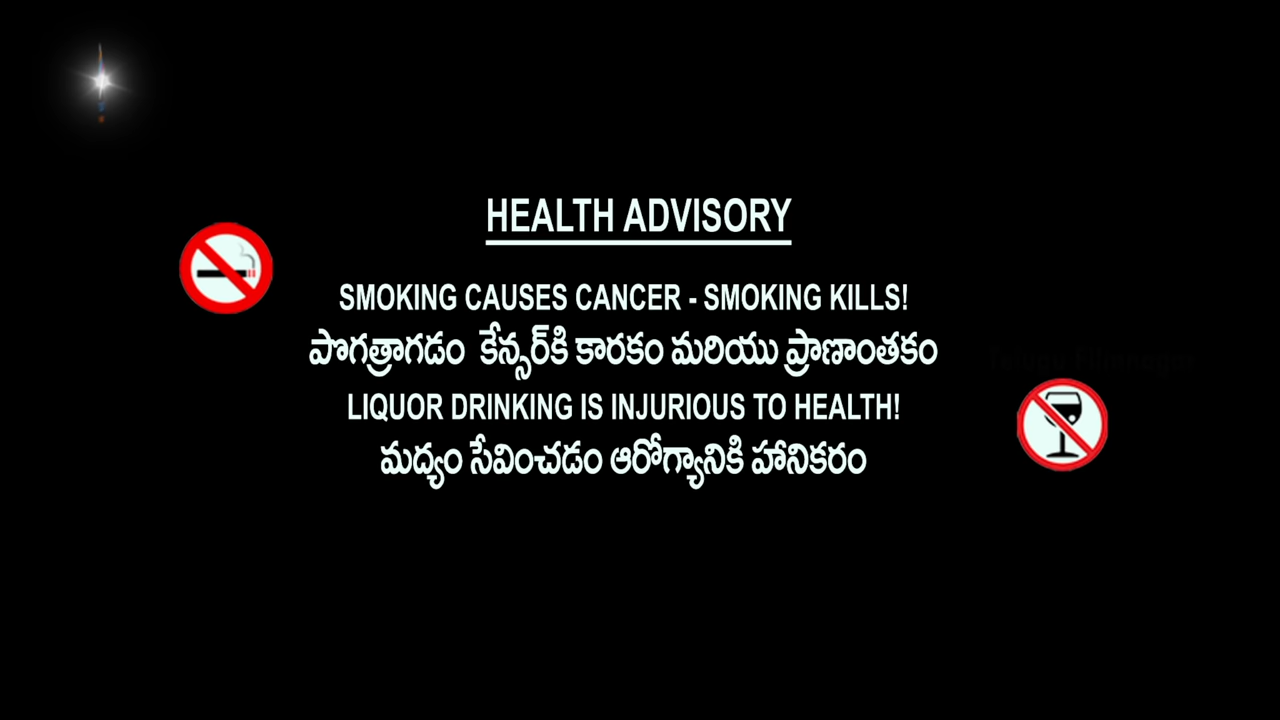 HEALTH ADVISORY
SMOKING CAUSES CANCER - SMOKING KILLS!
పొగత్రాగడం కేన్సర్‌కి కారకం మరియు ప్రాణాంతకం
LIQUOR DRINKING IS INJURIOUS TO HEALTH!
మద్యం సేవించడం ఆరోగ్యానికి హానికరం